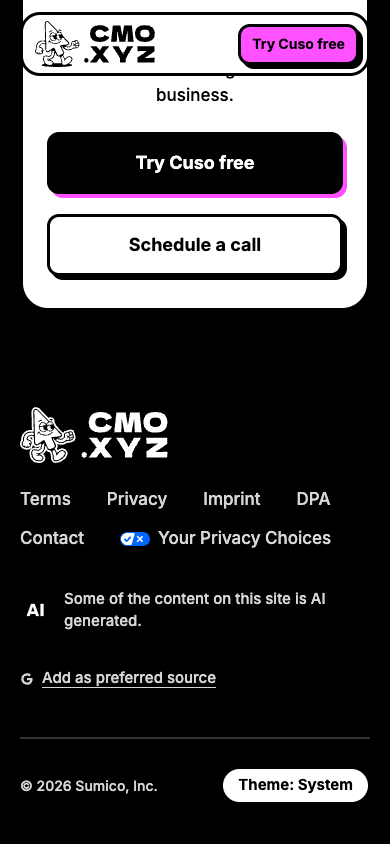 CMO
.XYZ
Try Cuso free
business.
Try Cuso free
Schedule a call
CMO
.XYZ
Terms Privacy Imprint DPA
Contact Your Privacy Choices
AI Some of the content on this site is AI
generated.
G Add as preferred source
© 2026 Sumico, Inc. Theme: System